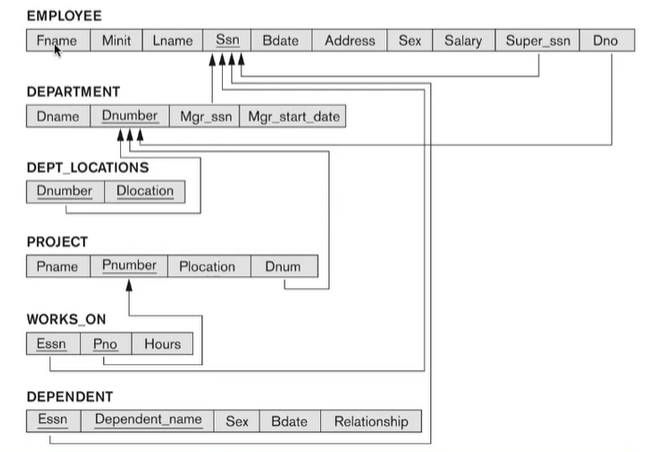 EMPLOYEE
Fname Minit Lname Ssn Bdate Address Sex Salary Super_ssn Dno
DEPARTMENT
Dname Dnumber Mgr_ssn Mgr_start_date
DEPT_LOCATIONS
Dnumber Dlocation
PROJECT
Pname Pnumber Plocation Dnum
WORKS_ON
Essn Pno Hours
DEPENDENT
Essn Dependent_name Sex Bdate Relationship